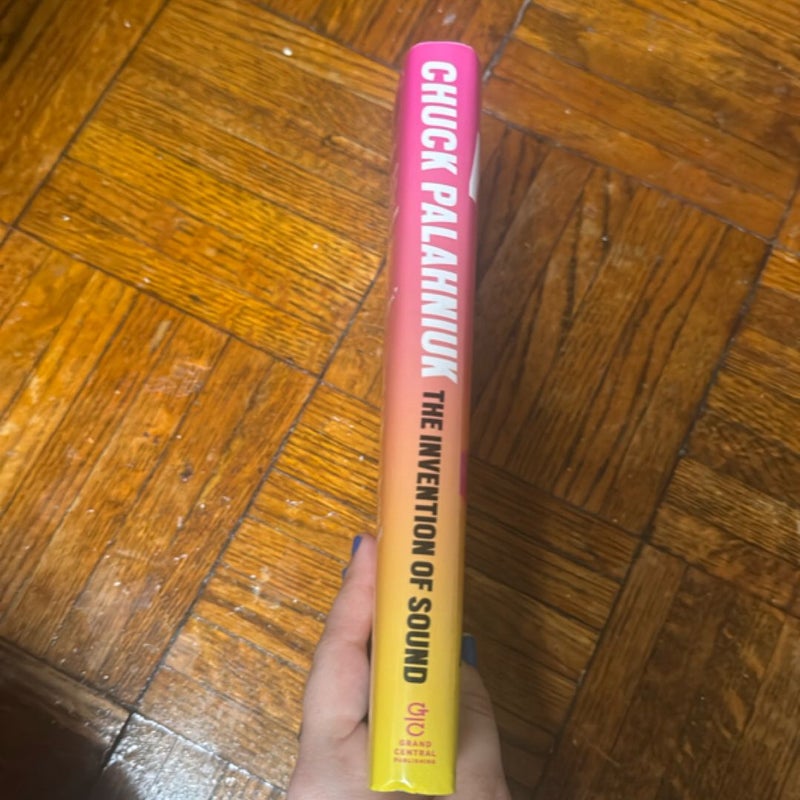 CHUCK PALAHNIUK
THE INVENTION OF SOUND
GRAND
CENTRAL
PUBLISHING